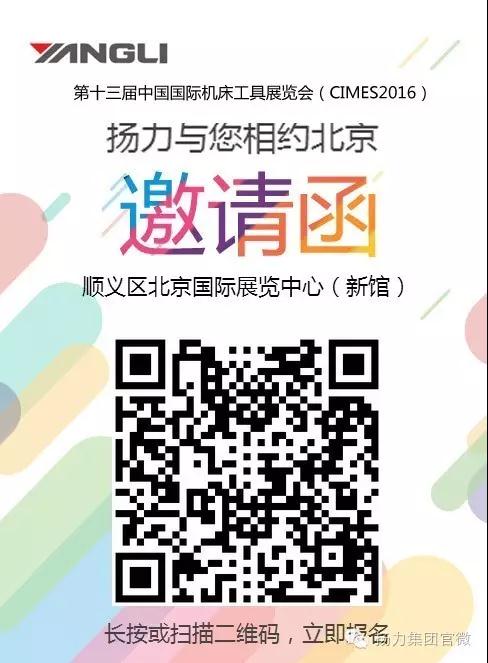 YANGLI
第十三届中国国际机床工具展览会（CIMES2016）
扬力与您相约北京
邀请函
顺义区北京国际展览中心（新馆）
长按或扫描二维码，立即报名
扬力集团官微